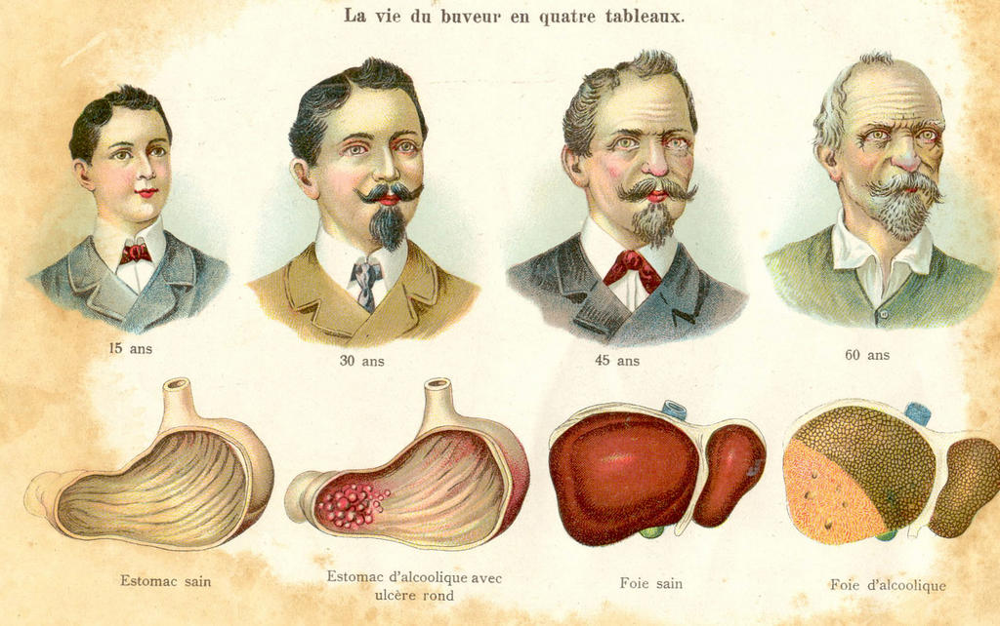 La vie du buveur en quatre tableaux.
15 ans
30 ans
45 ans
60 ans
Estomac sain
Estomac d'alcoolique avec
ulcère rond
Foie sain
Foie d'alcoolique